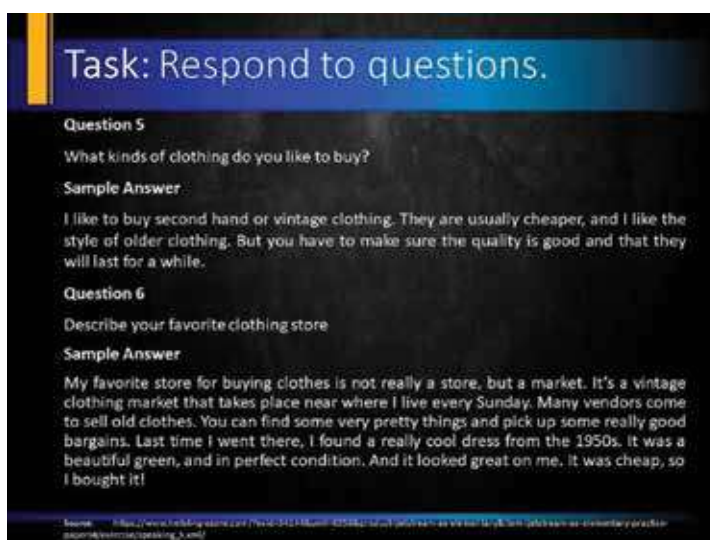 Task: Respond to questions.
Question 5
What kinds of clothing do you like to buy?
Sample Answer
I like to buy second hand or vintage clothing. They are usually cheaper, and I like the
style of older clothing. But you have to make sure the quality is good and that they
will last for a while.
Question 6
Describe your favorite clothing store
Sample Answer
My favorite store for buying clothes is not really a store, but a market. It's a vintage
clothing market that takes place near where I live every Sunday. Many vendors come
to sell old clothes. You can find some very pretty things and pick up some really good
bargains. Last time I went there, I found a really cool dress from the 1950s. It was a
beautiful green, and in perfect condition. And it looked great on me. It was cheap, so
I bought it!
Source: